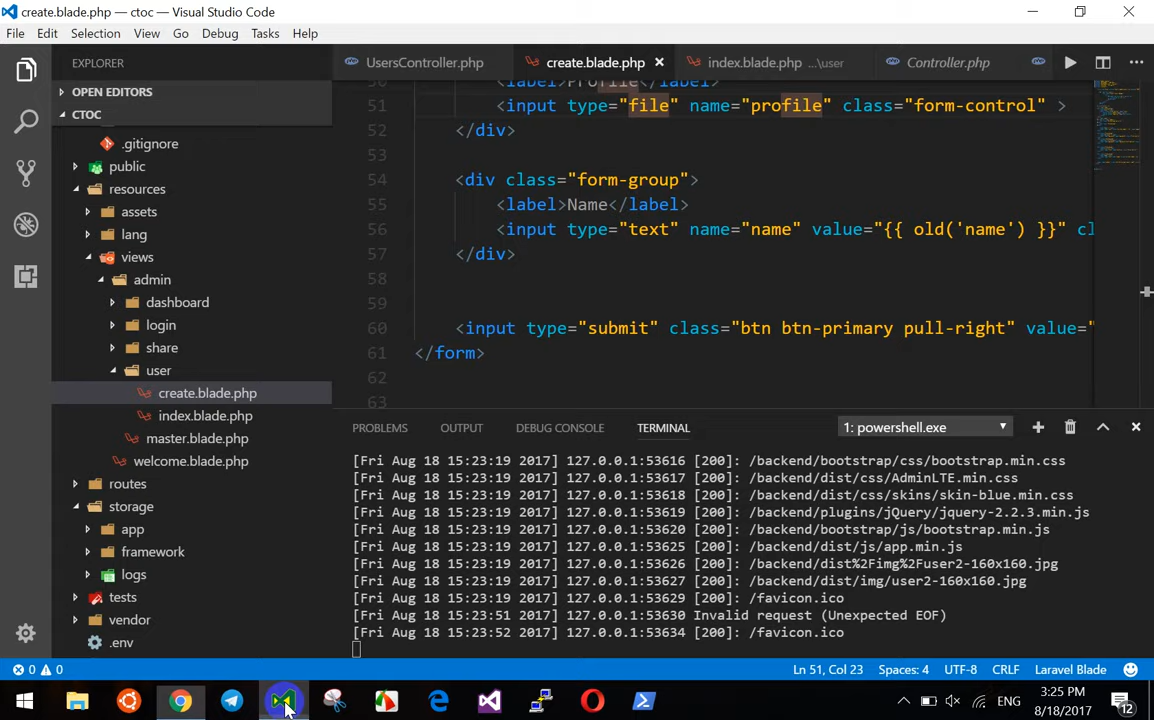 create.blade.php — ctoc — Visual Studio Code
File Edit Selection View Go Debug Tasks Help
EXPLORER
UsersController.php
create.blade.php
index.blade.php ...\user
Controller.php
OPEN EDITORS
CTOC
.gitignore
public
resources
assets
lang
views
admin
dashboard
login
share
user
create.blade.php
index.blade.php
master.blade.php
welcome.blade.php
routes
storage
app
framework
logs
tests
vendor
.env
50 <label>Profile</label>
51 <input type="file" name="profile" class="form-control" >
52 </div>
53
54 <div class="form-group">
55 <label>Name</label>
56 <input type="text" name="name" value="{{ old('name') }}" cl
57 </div>
58
59
60 <input type="submit" class="btn btn-primary pull-right" value="
61 </form>
62
63
PROBLEMS OUTPUT DEBUG CONSOLE TERMINAL 1: powershell.exe
[Fri Aug 18 15:23:19 2017] 127.0.0.1:53616 [200]: /backend/bootstrap/css/bootstrap.min.css
[Fri Aug 18 15:23:19 2017] 127.0.0.1:53617 [200]: /backend/dist/css/AdminLTE.min.css
[Fri Aug 18 15:23:19 2017] 127.0.0.1:53618 [200]: /backend/dist/css/skins/skin-blue.min.css
[Fri Aug 18 15:23:19 2017] 127.0.0.1:53619 [200]: /backend/plugins/jQuery/jquery-2.2.3.min.js
[Fri Aug 18 15:23:19 2017] 127.0.0.1:53620 [200]: /backend/bootstrap/js/bootstrap.min.js
[Fri Aug 18 15:23:19 2017] 127.0.0.1:53625 [200]: /backend/dist/js/app.min.js
[Fri Aug 18 15:23:19 2017] 127.0.0.1:53626 [200]: /backend/dist%2Fimg%2Fuser2-160x160.jpg
[Fri Aug 18 15:23:19 2017] 127.0.0.1:53627 [200]: /backend/dist/img/user2-160x160.jpg
[Fri Aug 18 15:23:19 2017] 127.0.0.1:53629 [200]: /favicon.ico
[Fri Aug 18 15:23:51 2017] 127.0.0.1:53630 Invalid request (Unexpected EOF)
[Fri Aug 18 15:23:52 2017] 127.0.0.1:53634 [200]: /favicon.ico
0 0 Ln 51, Col 23 Spaces: 4 UTF-8 CRLF Laravel Blade
ENG
3:25 PM
8/18/2017
12